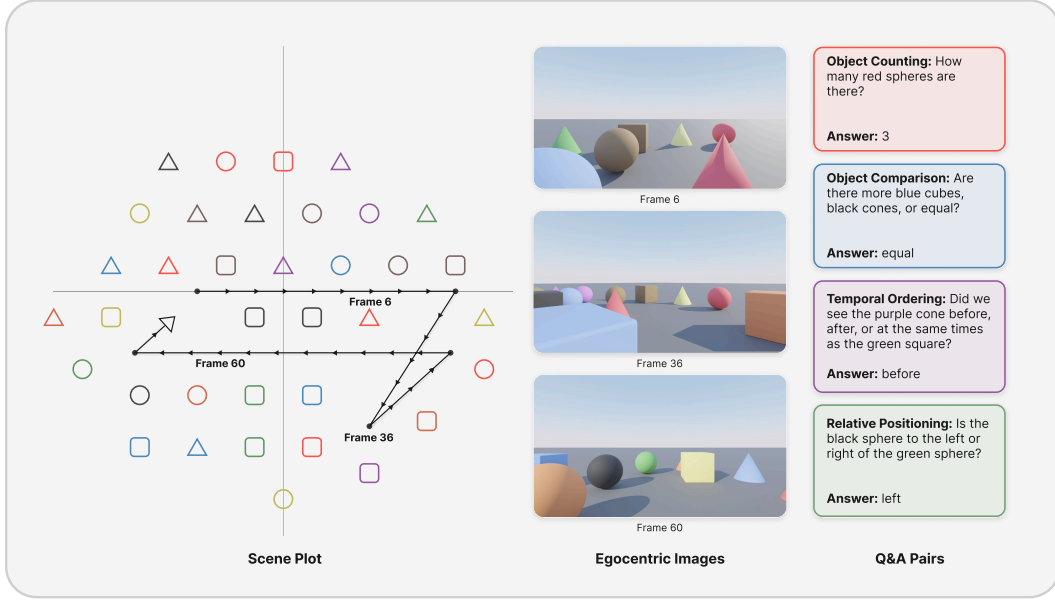 Frame 6
Frame 60
Frame 36
Scene Plot
Frame 6
Frame 36
Frame 60
Egocentric Images
Object Counting: How
many red spheres are
there?
Answer: 3
Object Comparison: Are
there more blue cubes,
black cones, or equal?
Answer: equal
Temporal Ordering: Did we
see the purple cone before,
after, or at the same times
as the green square?
Answer: before
Relative Positioning: Is the
black sphere to the left or
right of the green sphere?
Answer: left
Q&A Pairs